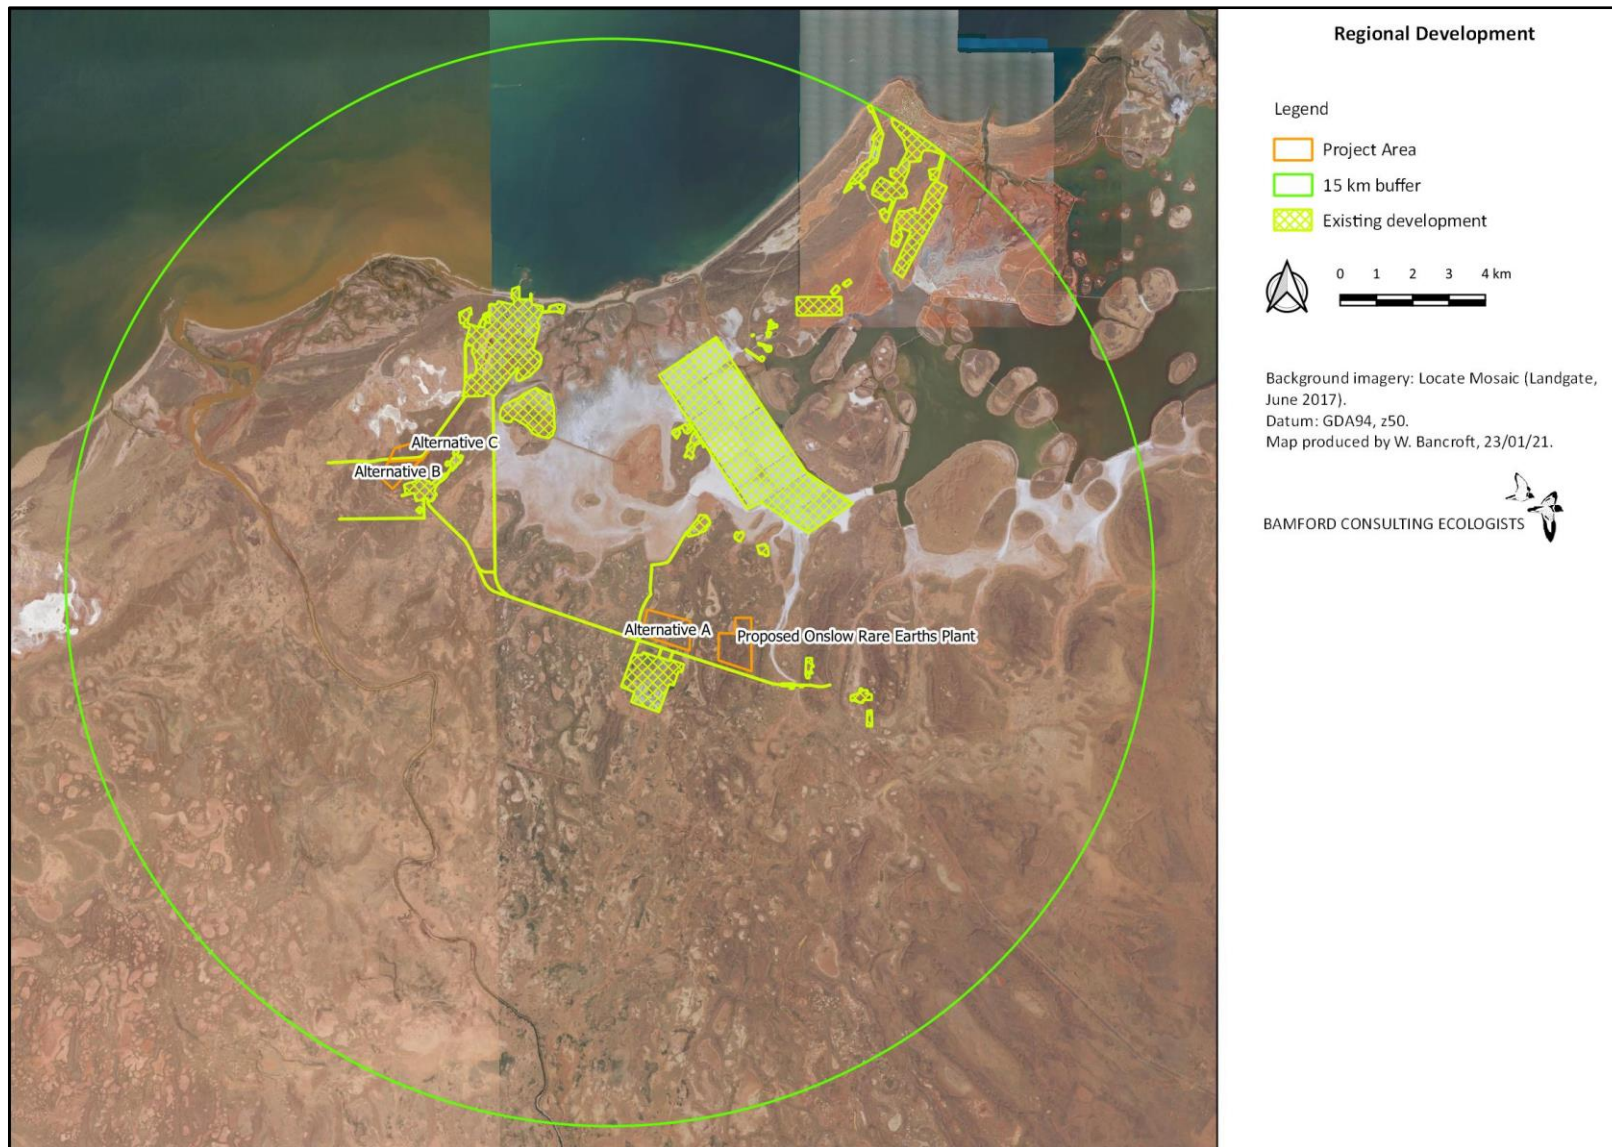 Regional Development
Legend
Project Area
15 km buffer
Existing development
0 1 2 3 4 km
Background imagery: Locate Mosaic (Landgate,
June 2017).
Datum: GDA94, z50.
Map produced by W. Bancroft, 23/01/21.
BAMFORD CONSULTING ECOLOGISTS
Alternative C
Alternative B
Alternative A
Proposed Onslow Rare Earths Plant